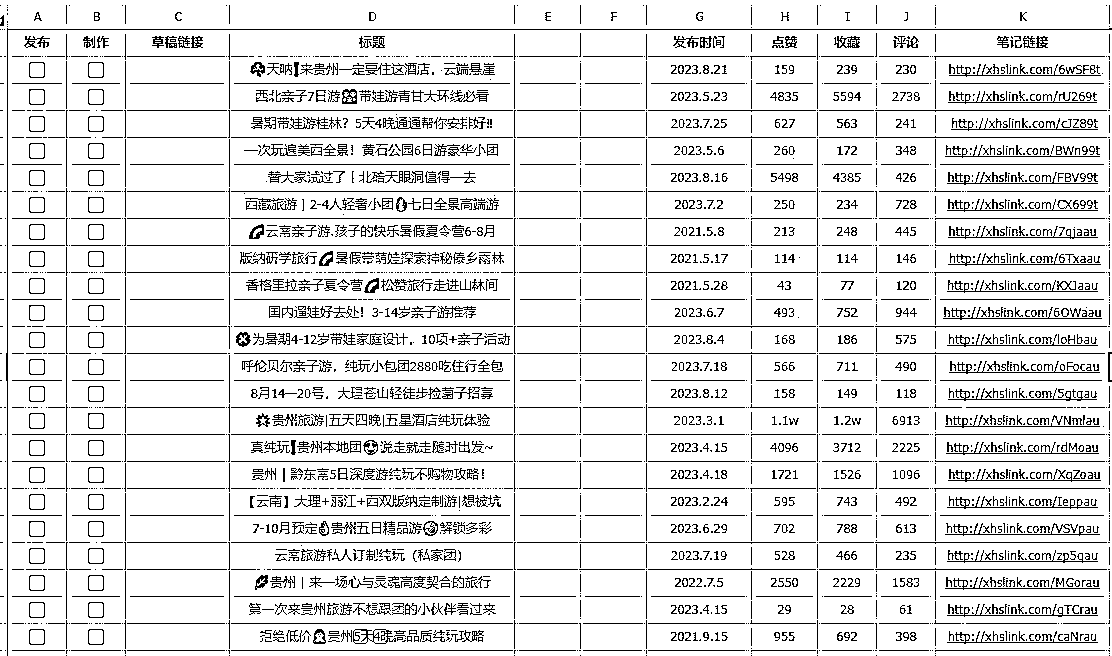 A B C D E F G H I J K
发布 制作 草稿链接 标题 发布时间 点赞 收藏 评论 笔记链接
天呐❗来贵州一定要住这酒店，云端悬崖 2023.8.21 159 239 230 http://xhslink.com/6wSF8t
西北亲子7日游 带娃游青甘大环线必看 2023.5.23 4835 5594 2738 http://xhslink.com/rU269t
暑期带娃游桂林？5天4晚通通帮你安排好!! 2023.7.25 627 563 241 http://xhslink.com/cJZ89t
一次玩遍美西全景！黄石公园6日游豪华小团 2023.5.6 260 172 348 http://xhslink.com/BWn99t
替大家试过了｜北皓天眼洞值得一去 2023.8.16 5498 4385 426 http://xhslink.com/FBV99t
西藏旅游｜2-4人轻奢小团 七日全景高端游 2023.7.2 250 234 728 http://xhslink.com/CX699t
云南亲子游.孩子的快乐暑假夏令营6-8月 2021.5.8 213 248 445 http://xhslink.com/7qjaau
版纳研学旅行 暑假带萌娃探索神秘傣乡雨林 2021.5.17 114 114 146 http://xhslink.com/6Txaau
香格里拉亲子夏令营 松赞旅行走进山林间 2021.5.28 43 77 120 http://xhslink.com/KXJaau
国内遛娃好去处！3-14岁亲子游推荐 2023.6.7 493 752 944 http://xhslink.com/6OWaau
为暑期4-12岁带娃家庭设计，10项+亲子活动 2023.8.4 168 186 575 http://xhslink.com/loHbau
呼伦贝尔亲子游，纯玩小包团2880吃住行全包 2023.7.18 566 711 490 http://xhslink.com/oFocau
8月14—20号，大理苍山轻徒步捡菌子招募 2023.8.12 158 149 118 http://xhslink.com/5gtgau
贵州旅游|五天四晚|五星酒店纯玩体验 2023.3.1 1.1w 1.2w 6913 http://xhslink.com/VNmlau
真纯玩❗贵州本地团 说走就走随时出发~ 2023.4.15 4096 3712 2225 http://xhslink.com/rdMoau
贵州｜黔东南5日深度游纯玩不购物攻略！ 2023.4.18 1721 1526 1096 http://xhslink.com/XqZoau
【云南】大理+丽江+西双版纳定制游|想被坑 2023.2.24 595 743 492 http://xhslink.com/Ieppau
7-10月预定 贵州五日精品游 解锁多彩 2023.6.29 702 788 613 http://xhslink.com/VSVpau
云南旅游私人订制纯玩（私家团） 2023.7.19 528 466 235 http://xhslink.com/zp5qau
贵州｜来一场心与灵魂高度契合的旅行 2022.7.5 2550 2229 1583 http://xhslink.com/MGorau
第一次来贵州旅游不想跟团的小伙伴看过来 2023.4.15 29 28 61 http://xhslink.com/gTCrau
拒绝低价 贵州5天4晚高品质纯玩攻略 2021.9.15 955 692 398 http://xhslink.com/caNrau